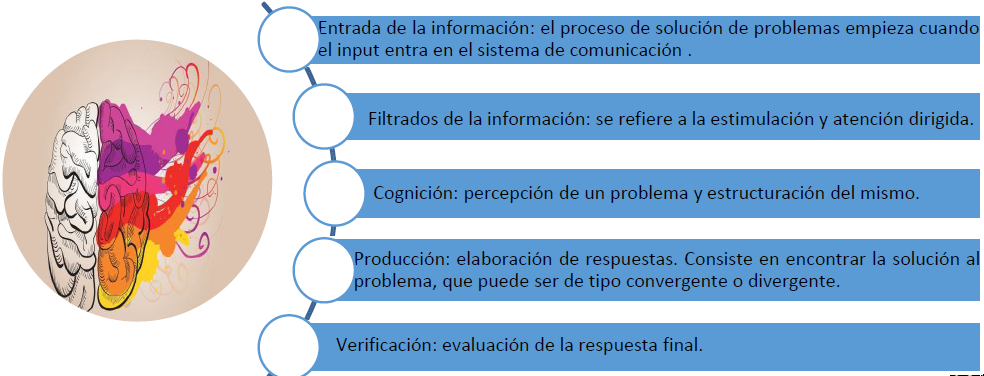 Entrada de la información: el proceso de solución de problemas empieza cuando
el input entra en el sistema de comunicación .
Filtrados de la información: se refiere a la estimulación y atención dirigida.
Cognición: percepción de un problema y estructuración del mismo.
Producción: elaboración de respuestas. Consiste en encontrar la solución al
problema, que puede ser de tipo convergente o divergente.
Verificación: evaluación de la respuesta final.